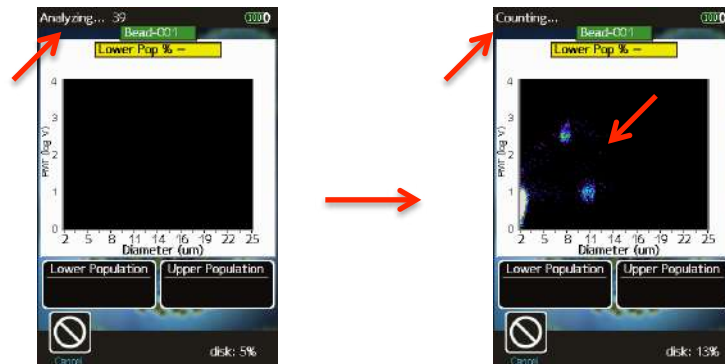 Analyzing... 39
Bead-001
Lower Pop % –
4
3
2
1
0
PMT (log V)
2 5 8 11 14 16 19 22 25
Diameter (um)
Lower Population Upper Population
Cancel
disk: 5%
Counting...
Bead-001
Lower Pop % –
4
3
2
1
0
PMT (log V)
2 5 8 11 14 16 19 22 25
Diameter (um)
Lower Population Upper Population
Cancel
disk: 13%